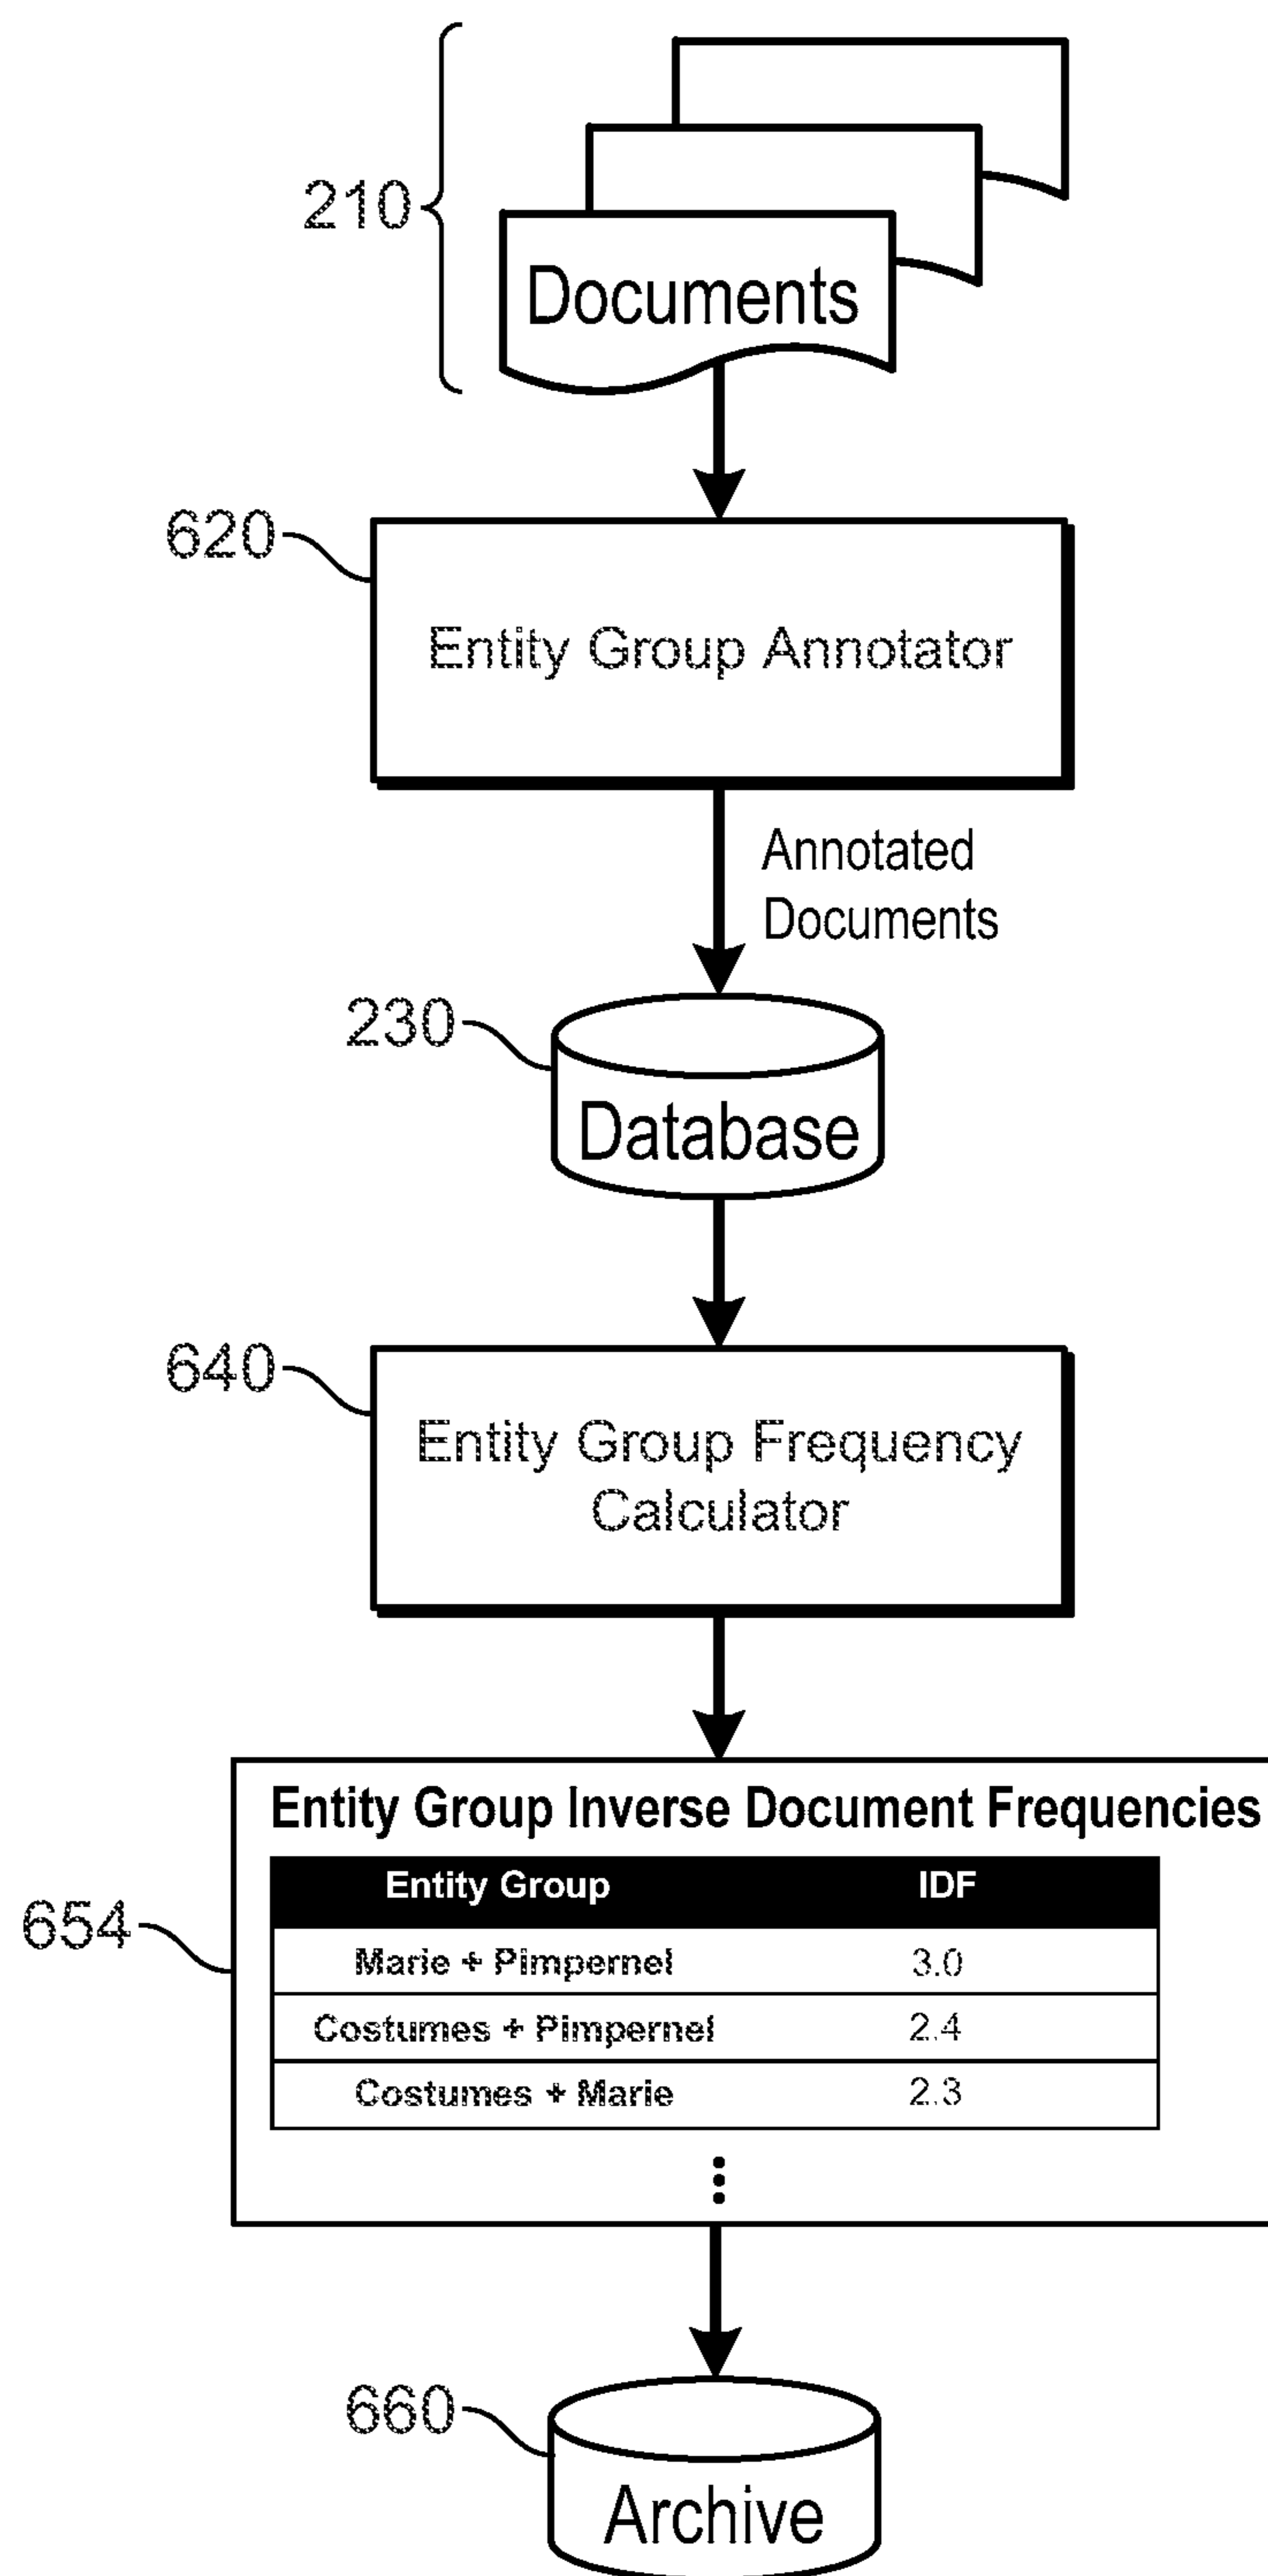 210
Documents
620
Entity Group Annotator
Annotated
Documents
230
Database
640
Entity Group Frequency
Calculator
Entity Group Inverse Document Frequencies
Entity Group IDF
654
Marie + Pimpernel 3.0
Costumes + Pimpernel 2.4
Costumes + Marie 2.3
660
Archive